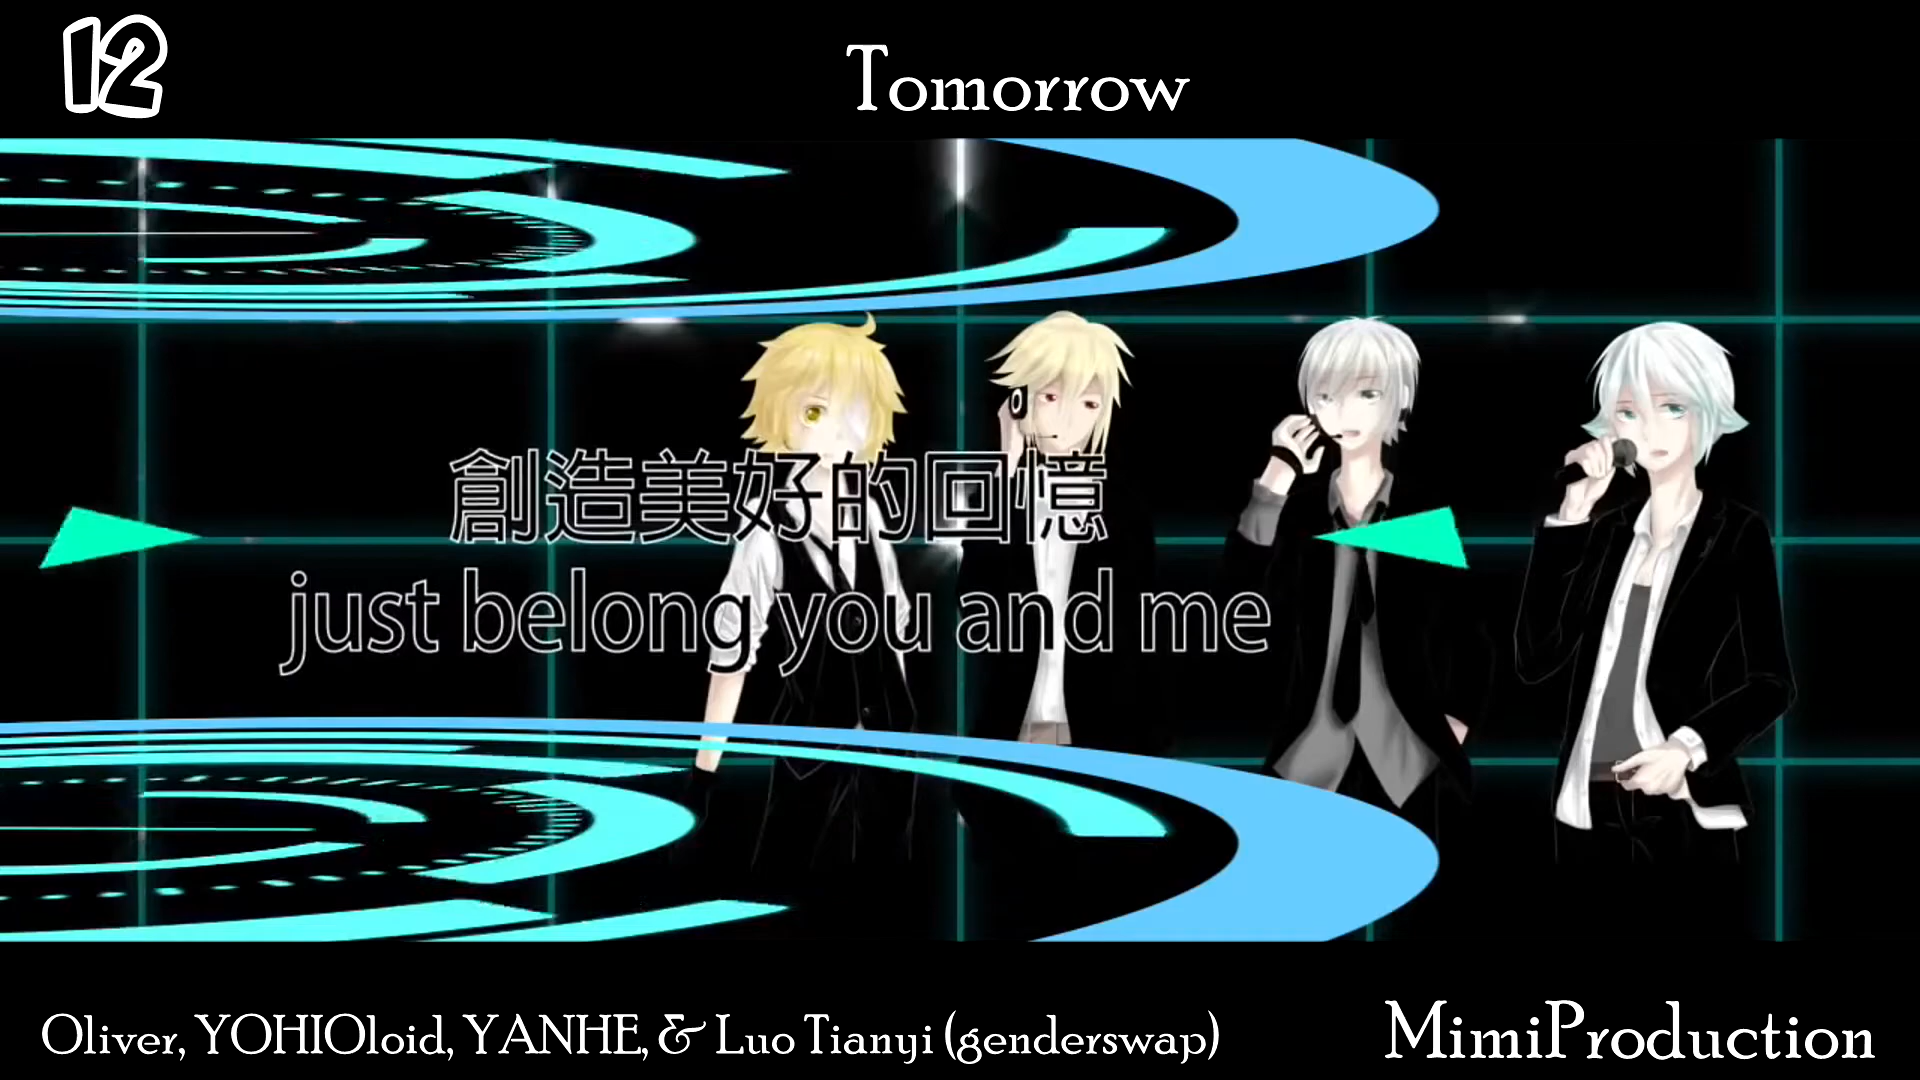 12
Tomorrow
創造美好的回憶
just belong you and me
Oliver, YOHIOloid, YANHE, & Luo Tianyi (genderswap)
MimiProduction